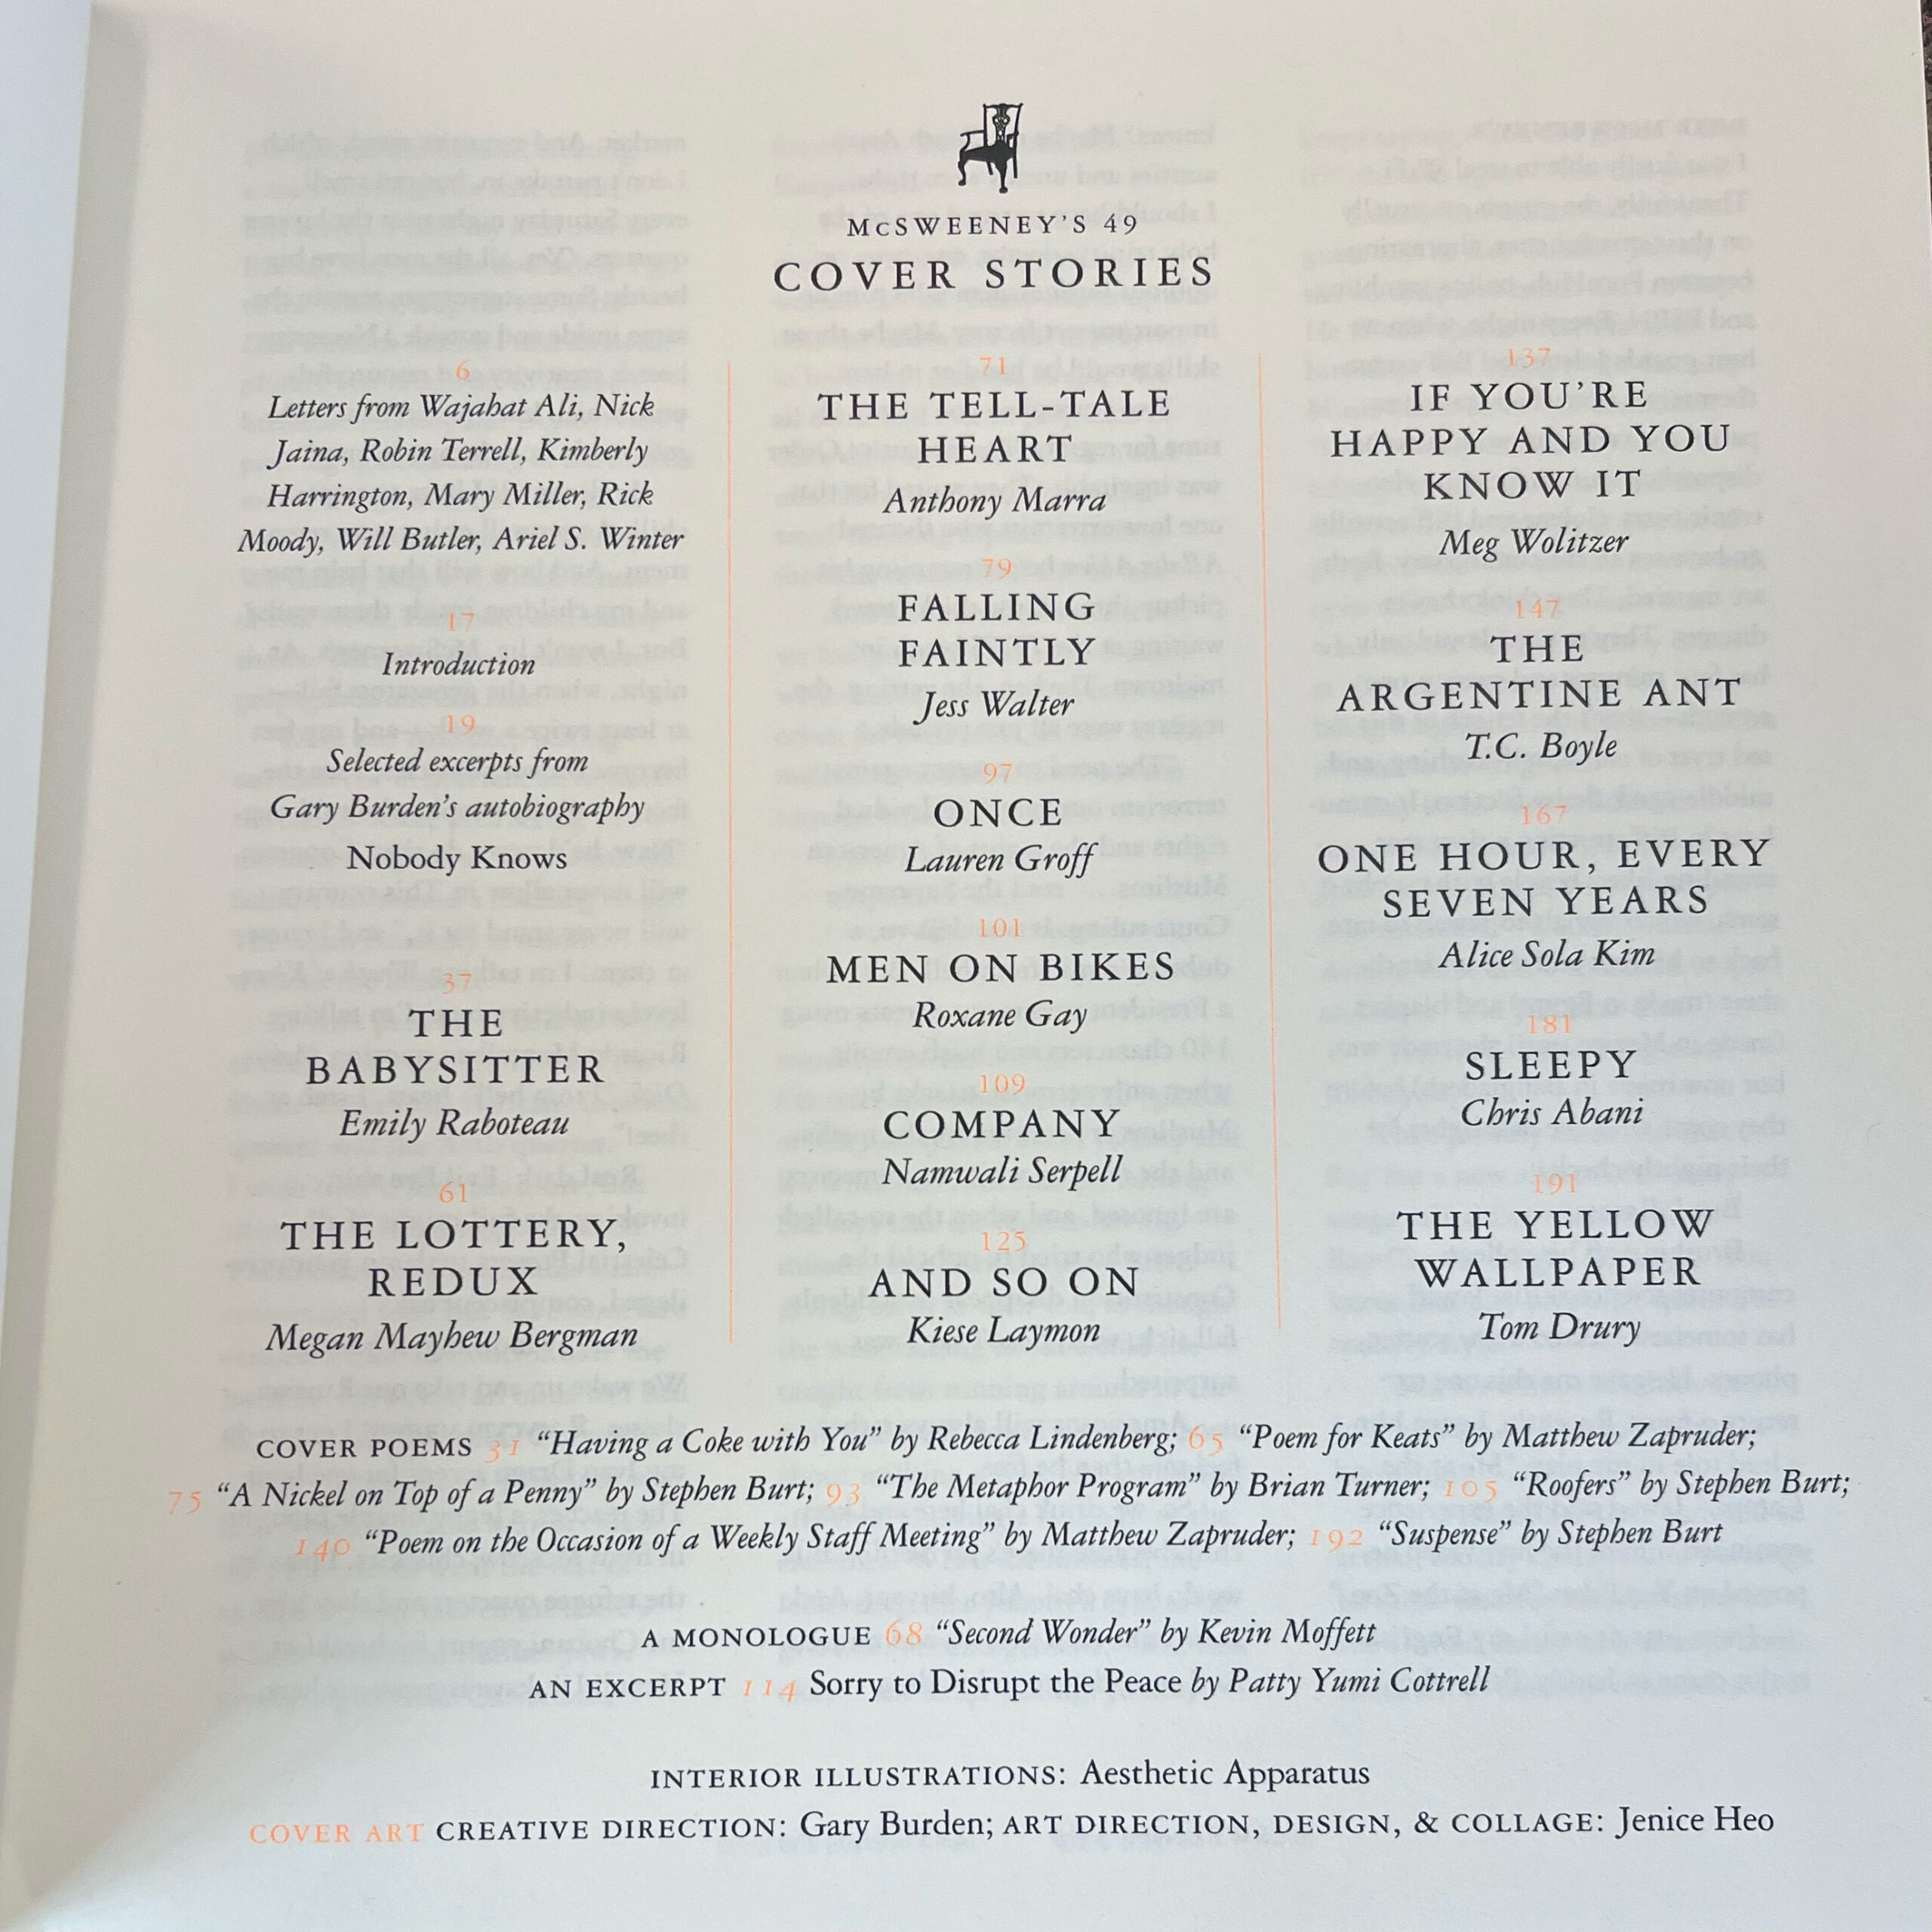 McSWEENEY'S 49
COVER STORIES
6
Letters from Wajahat Ali, Nick
Jaina, Robin Terrell, Kimberly
Harrington, Mary Miller, Rick
Moody, Will Butler, Ariel S. Winter
17
Introduction
19
Selected excerpts from
Gary Burden's autobiography
Nobody Knows
37
THE
BABYSITTER
Emily Raboteau
61
THE LOTTERY,
REDUX
Megan Mayhew Bergman
71
THE TELL-TALE
HEART
Anthony Marra
79
FALLING
FAINTLY
Jess Walter
97
ONCE
Lauren Groff
101
MEN ON BIKES
Roxane Gay
109
COMPANY
Namwali Serpell
125
AND SO ON
Kiese Laymon
137
IF YOU'RE
HAPPY AND YOU
KNOW IT
Meg Wolitzer
147
THE
ARGENTINE ANT
T.C. Boyle
167
ONE HOUR, EVERY
SEVEN YEARS
Alice Sola Kim
181
SLEEPY
Chris Abani
191
THE YELLOW
WALLPAPER
Tom Drury
COVER POEMS 31 “Having a Coke with You” by Rebecca Lindenberg; 65 “Poem for Keats” by Matthew Zapruder;
75 “A Nickel on Top of a Penny” by Stephen Burt; 93 “The Metaphor Program” by Brian Turner; 105 “Roofers” by Stephen Burt;
140 “Poem on the Occasion of a Weekly Staff Meeting” by Matthew Zapruder; 192 “Suspense” by Stephen Burt
A MONOLOGUE 68 “Second Wonder” by Kevin Moffett
AN EXCERPT 114 Sorry to Disrupt the Peace by Patty Yumi Cottrell
INTERIOR ILLUSTRATIONS: Aesthetic Apparatus
COVER ART CREATIVE DIRECTION: Gary Burden; ART DIRECTION, DESIGN, & COLLAGE: Jenice Heo